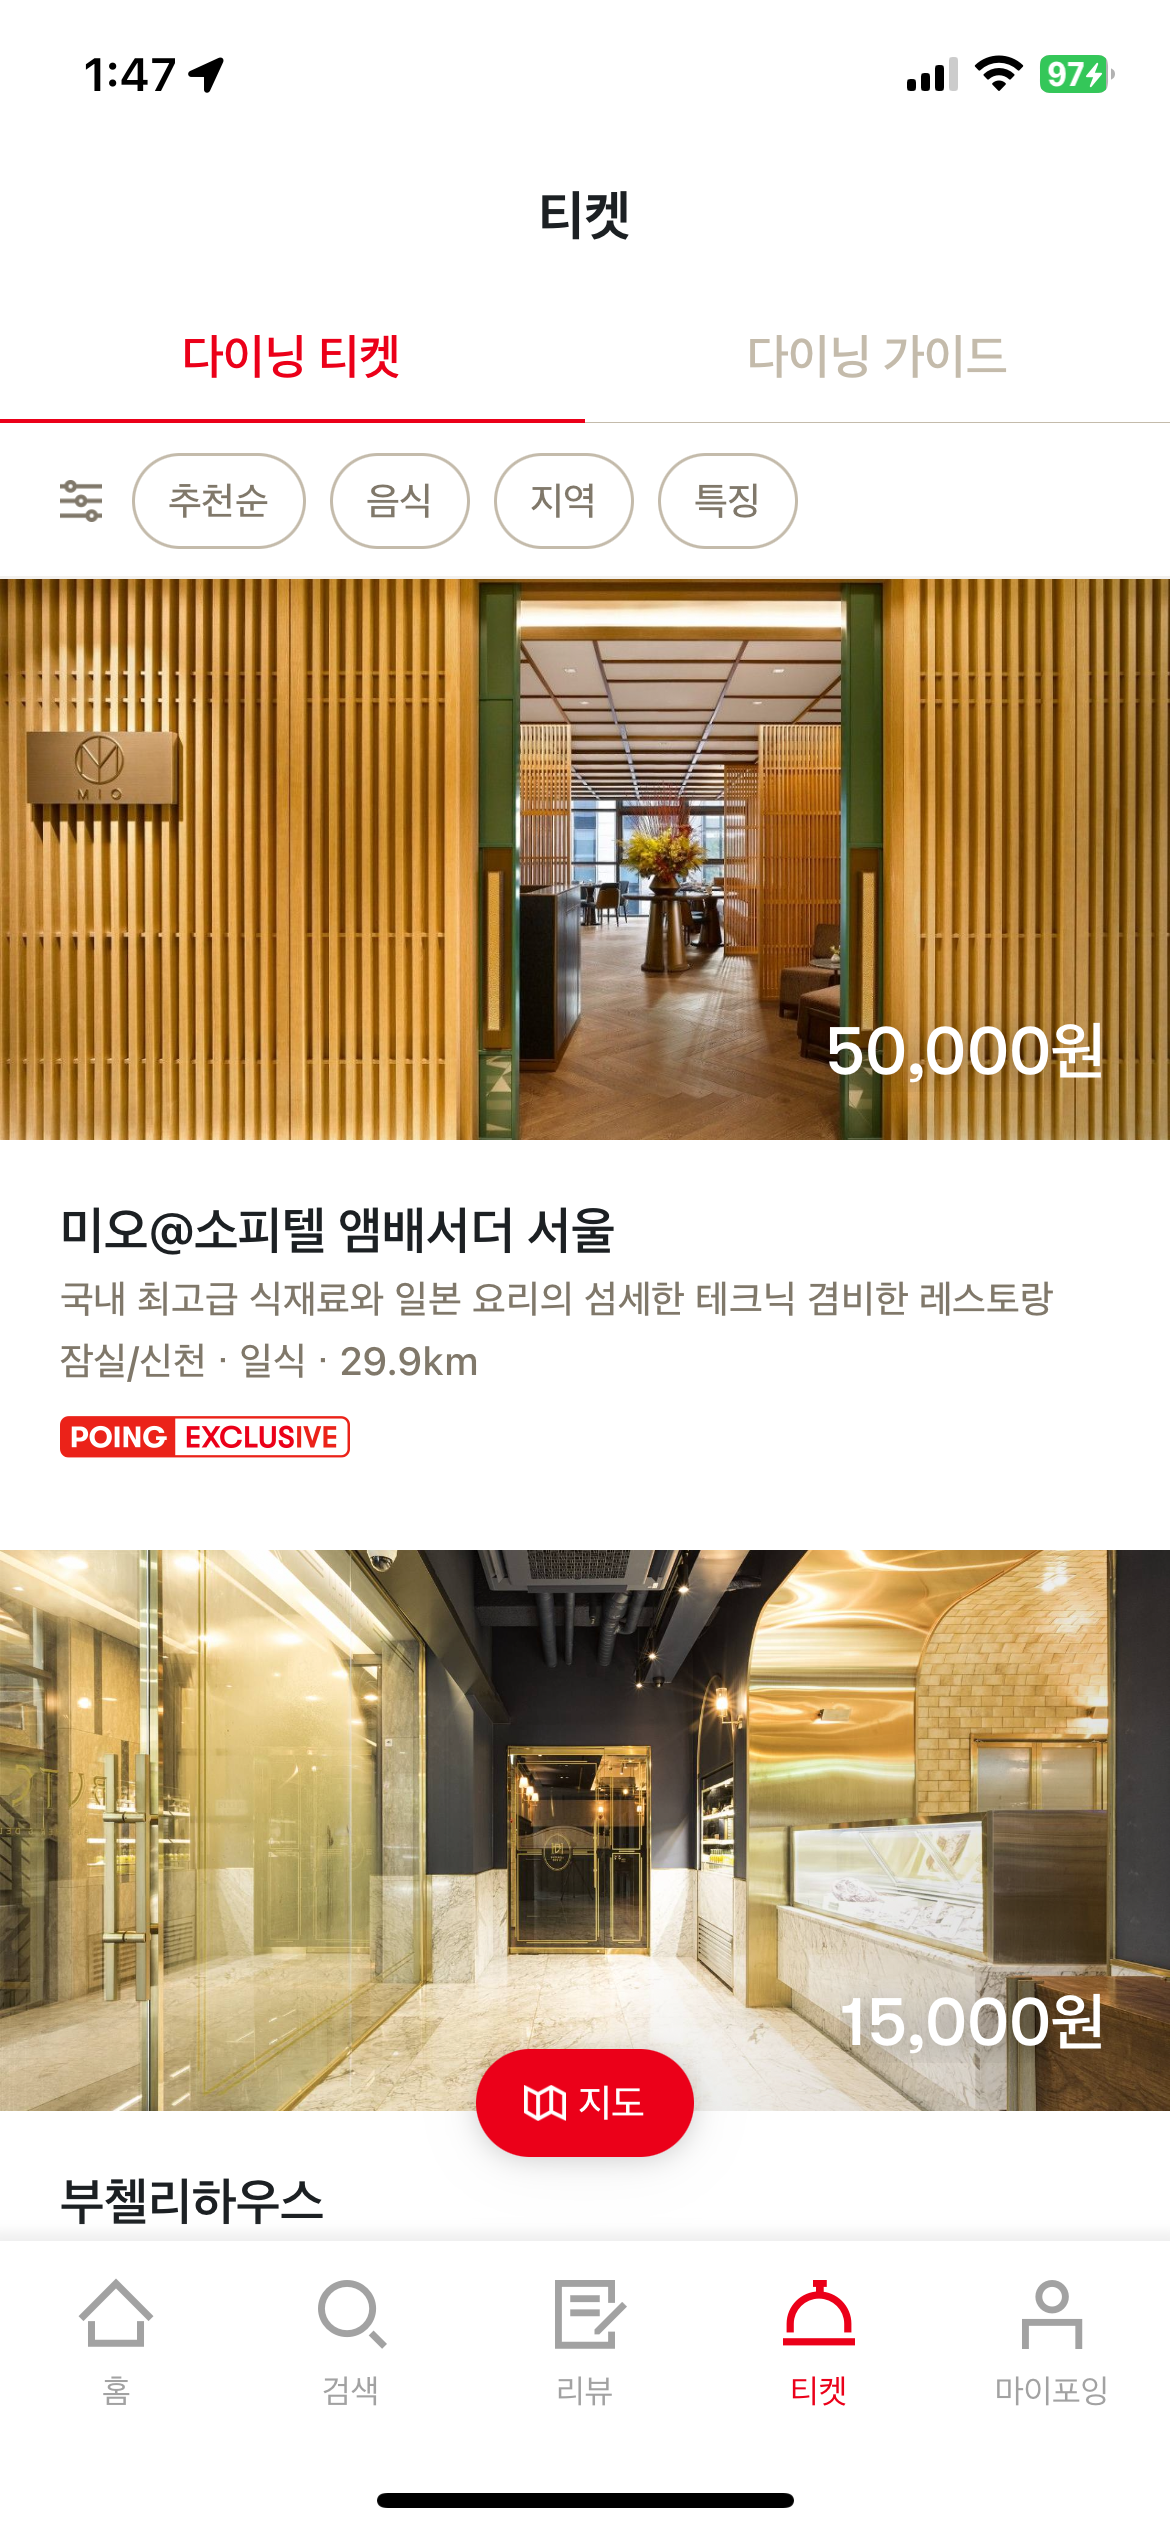 1:47
97
티켓
다이닝 티켓
다이닝 가이드
추천순
음식
지역
특징
MIO
50,000원
미오@소피텔 앰배서더 서울
국내 최고급 식재료와 일본 요리의 섬세한 테크닉 겸비한 레스토랑
잠실/신천 · 일식 · 29.9km
POING EXCLUSIVE
15,000원
지도
부첼리하우스
홈
검색
리뷰
티켓
마이포잉